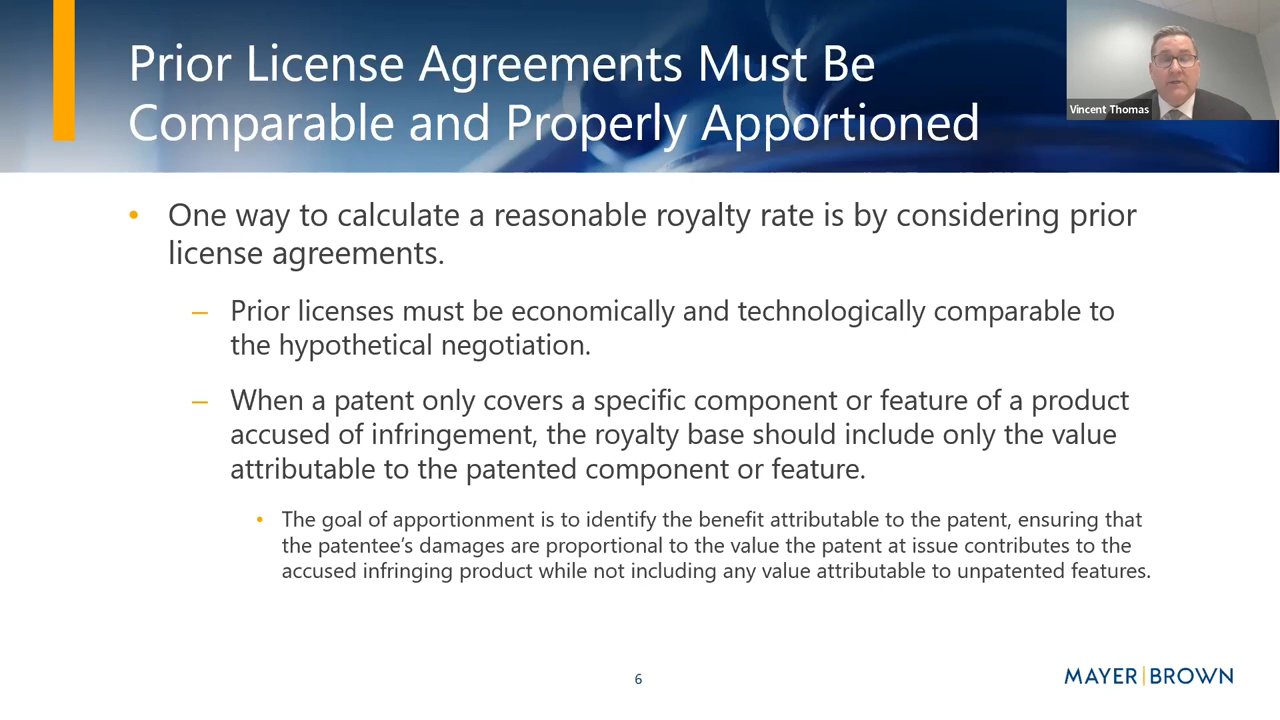 Prior License Agreements Must Be
Comparable and Properly Apportioned
Vincent Thomas
• One way to calculate a reasonable royalty rate is by considering prior
license agreements.
– Prior licenses must be economically and technologically comparable to
the hypothetical negotiation.
– When a patent only covers a specific component or feature of a product
accused of infringement, the royalty base should include only the value
attributable to the patented component or feature.
• The goal of apportionment is to identify the benefit attributable to the patent, ensuring that
the patentee’s damages are proportional to the value the patent at issue contributes to the
accused infringing product while not including any value attributable to unpatented features.
6
MAYER|BROWN